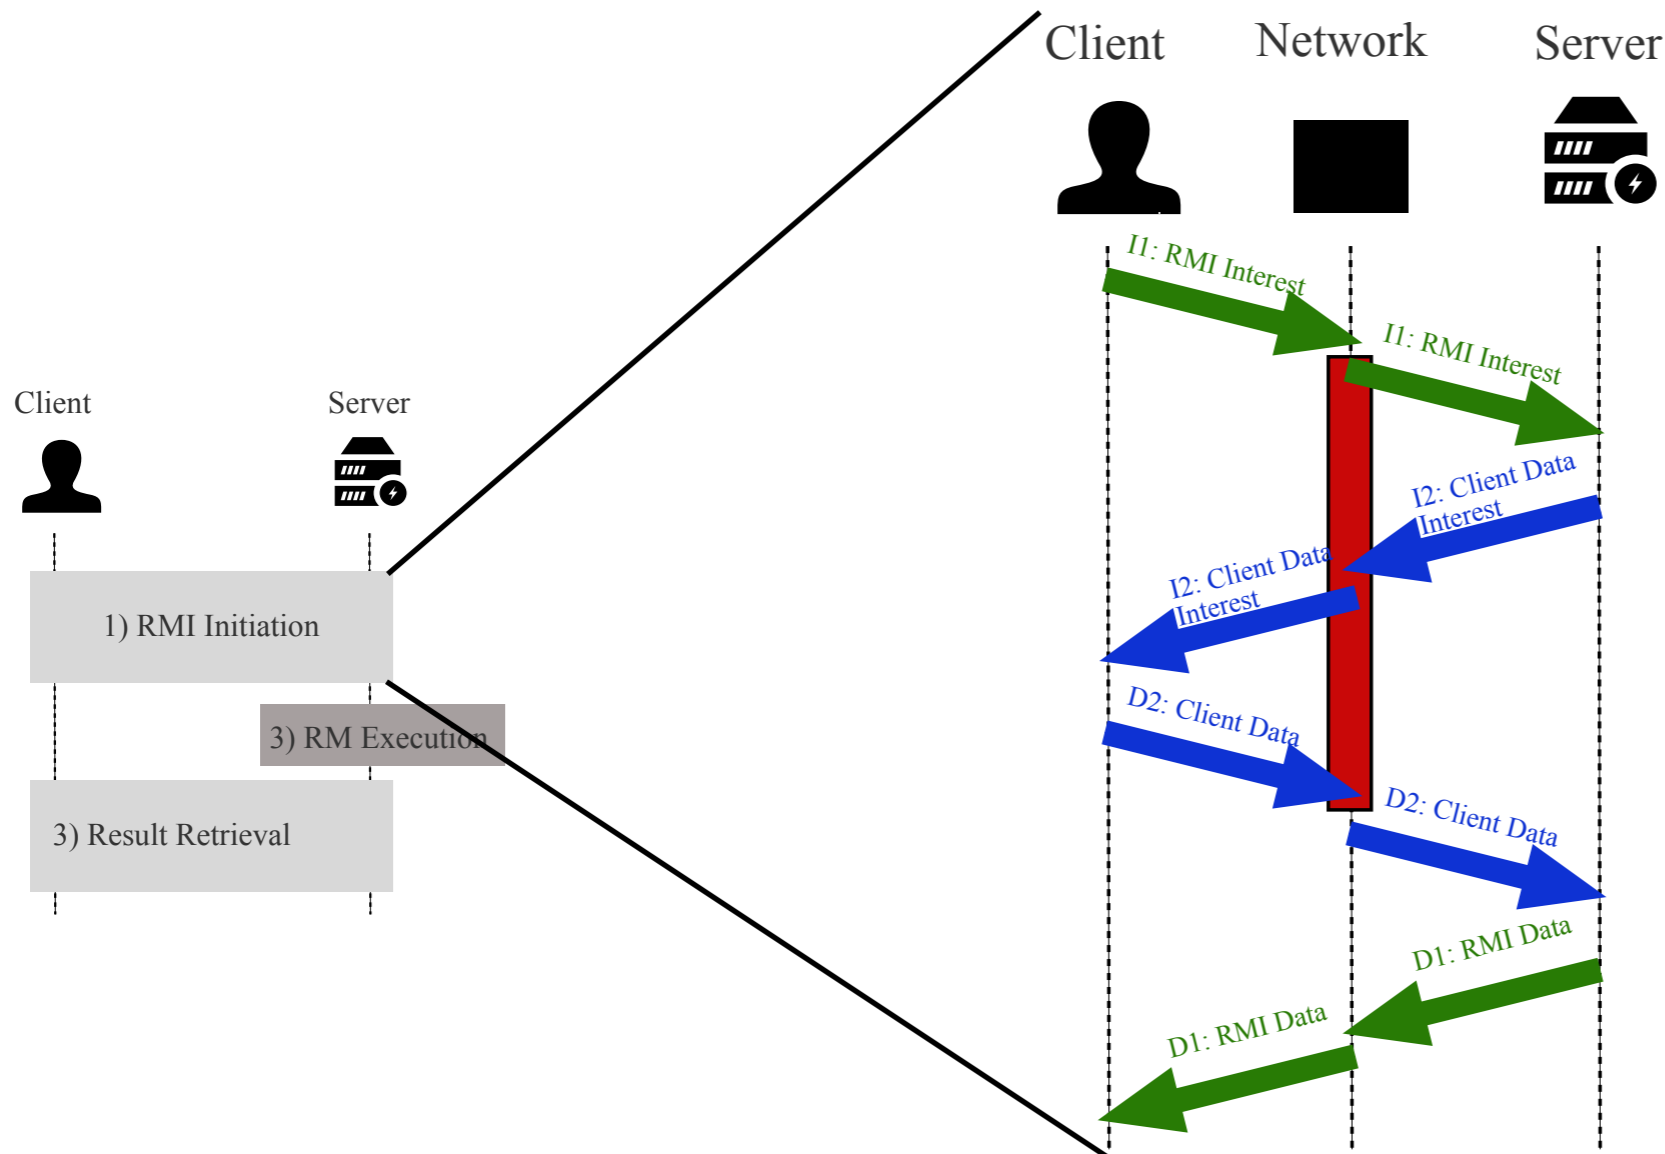 Client
Server
1) RMI Initiation
3) RM Execution
3) Result Retrieval
Client
Network
Server
I1: RMI Interest
I1: RMI Interest
I2: Client Data
Interest
I2: Client Data
Interest
D2: Client Data
D2: Client Data
D1: RMI Data
D1: RMI Data